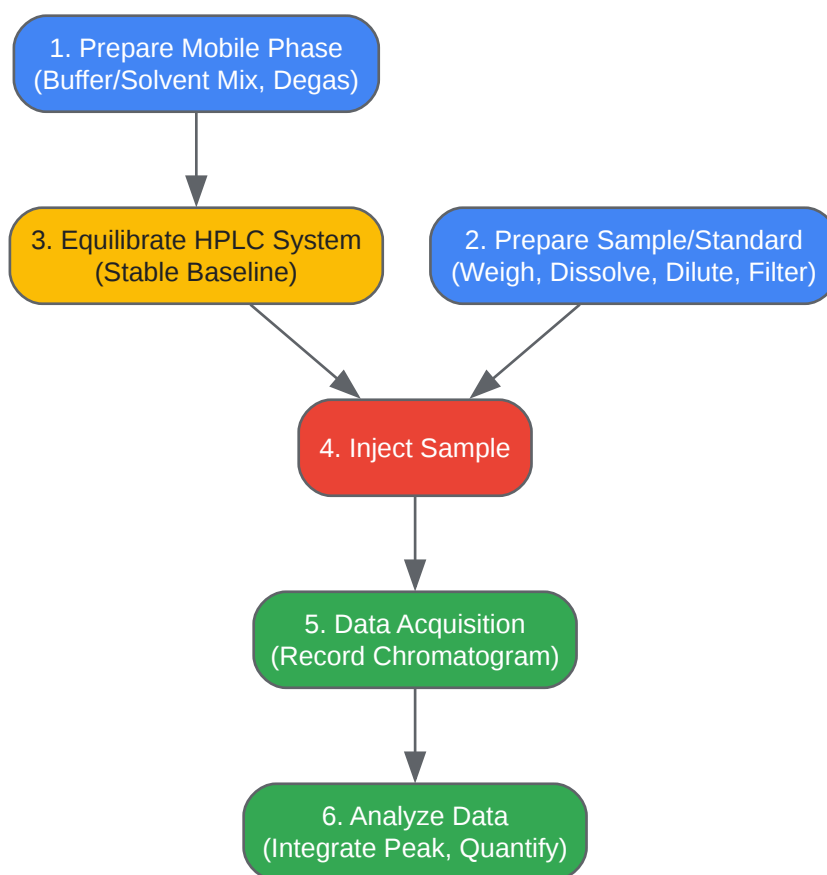 1. Prepare Mobile Phase
(Buffer/Solvent Mix, Degas)
3. Equilibrate HPLC System
(Stable Baseline)
2. Prepare Sample/Standard
(Weigh, Dissolve, Dilute, Filter)
4. Inject Sample
5. Data Acquisition
(Record Chromatogram)
6. Analyze Data
(Integrate Peak, Quantify)